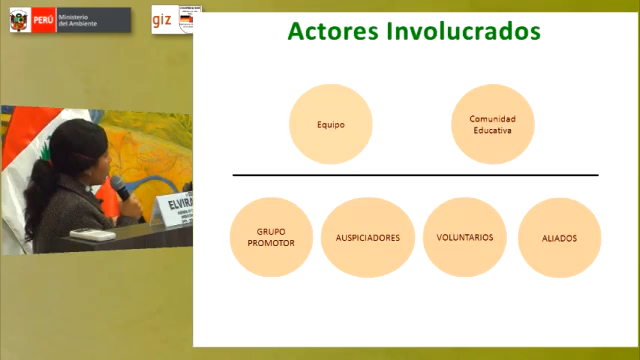 PERÚ
Ministerio
del Ambiente
giz
Actores Involucrados
Equipo
Comunidad
Educativa
GRUPO
PROMOTOR
AUSPICIADORES
VOLUNTARIOS
ALIADOS
ELVIRA